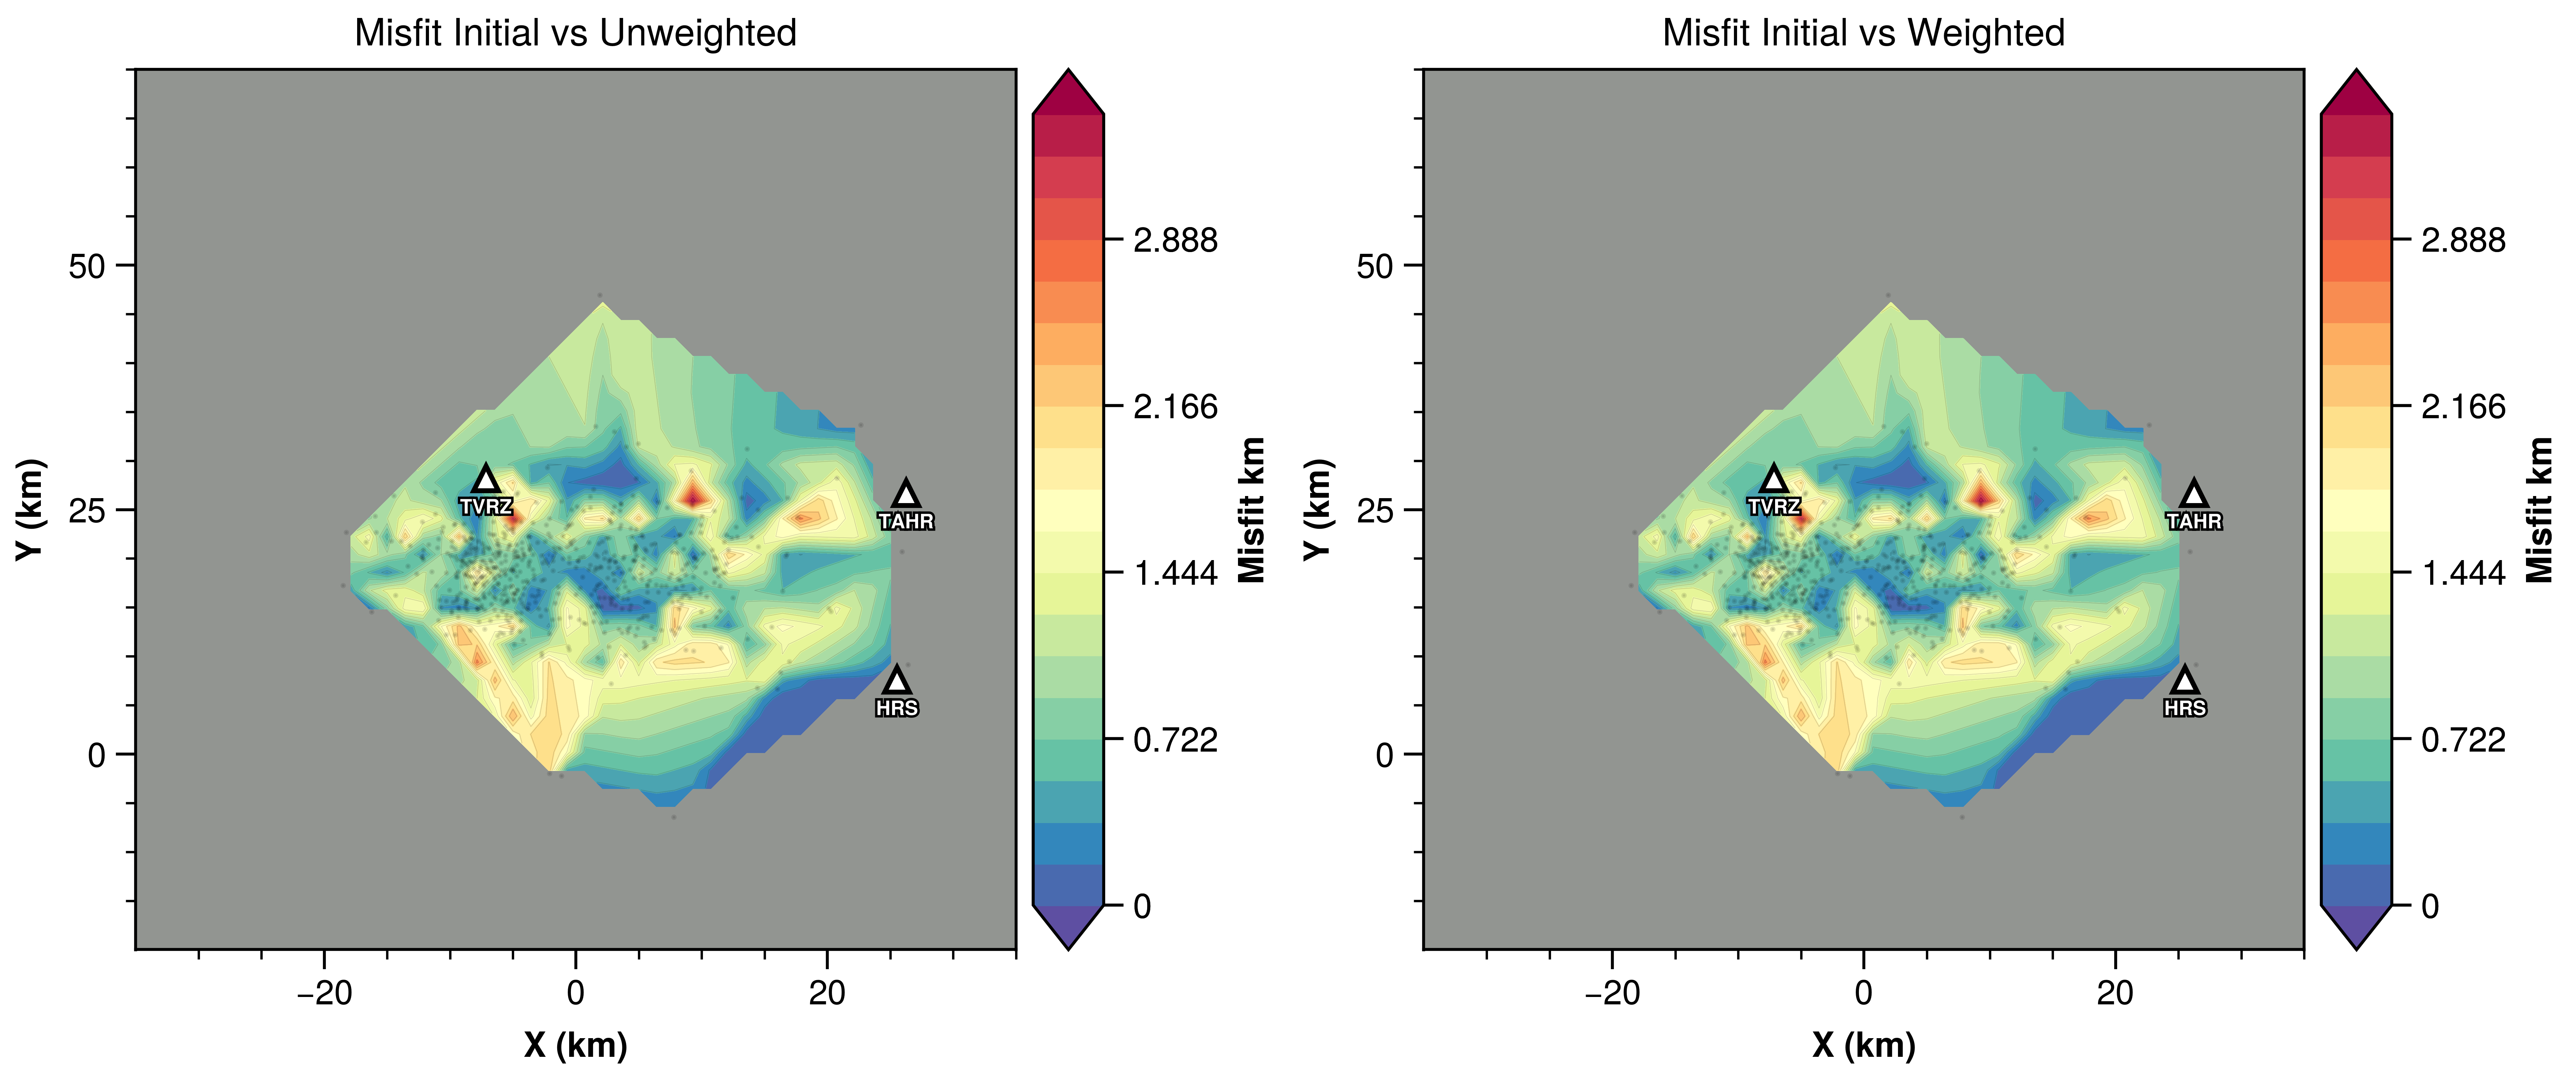 Misfit Initial vs Unweighted
50
25
0
Y (km)
−20
0
20
X (km)
TVRZ
TAHR
HRS
2.888
2.166
1.444
0.722
0
Misfit km
Misfit Initial vs Weighted
50
25
0
Y (km)
−20
0
20
X (km)
TVRZ
TAHR
HRS
2.888
2.166
1.444
0.722
0
Misfit km